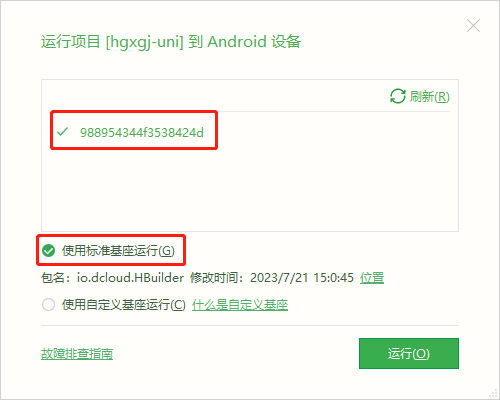 运行项目 [hgxgj-uni] 到 Android 设备
刷新(R)
988954344f3538424d
使用标准基座运行(G)
包名：io.dcloud.HBuilder 修改时间：2023/7/21 15:0:45 位置
使用自定义基座运行(C) 什么是自定义基座
故障排查指南
运行(O)